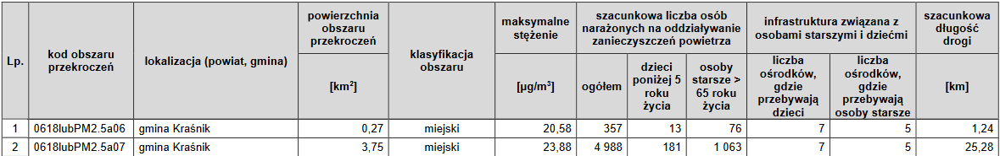 Lp.
kod obszaru
przekroczeń
lokalizacja (powiat, gmina)
powierzchnia
obszaru
przekroczeń
[km²]
klasyfikacja
obszaru
maksymalne
stężenie
[µg/m³]
szacunkowa liczba osób
narażonych na oddziaływanie
zanieczyszczeń powietrza
ogółem
dzieci
poniżej 5
roku
życia
osoby
starsze >
65 roku
życia
infrastruktura związana z
osobami starszymi i dziećmi
liczba
ośrodków,
gdzie
przebywają
dzieci
liczba
ośrodków,
gdzie
przebywają
osoby starsze
szacunkowa
długość
drogi
[km]
1 0618lubPM2.5a06 gmina Kraśnik 0,27 miejski 20,58 357 13 76 7 5 1,24
2 0618lubPM2.5a07 gmina Kraśnik 3,75 miejski 23,88 4 988 181 1 063 7 5 25,28